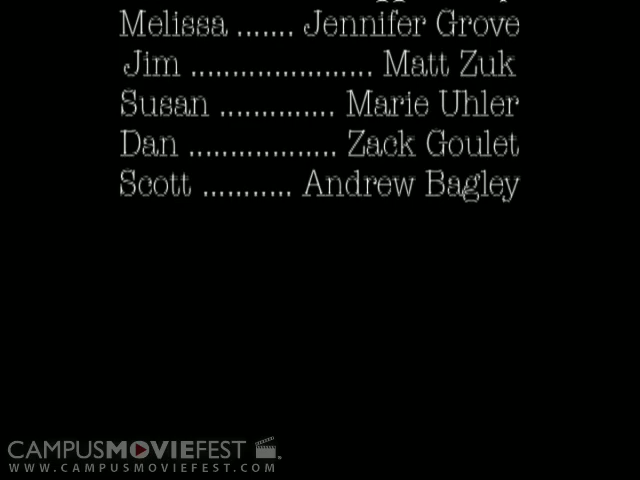 Melissa ....... Jennifer Grove
Jim ...................... Matt Zuk
Susan .............. Marie Uhler
Dan .................. Zack Goulet
Scott ........... Andrew Bagley
CAMPUSMOVIEFEST
WWW.CAMPUSMOVIEFEST.COM